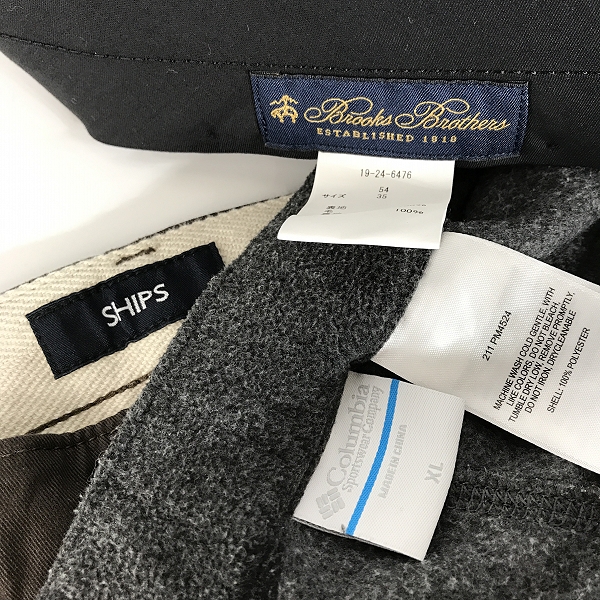 Brooks Brothers
ESTABLISHED 1818
19-24-6476
54
サイズ 35
100%
SHIPS
211 PM4524
MACHINE WASH COLD GENTLE, WITH
LIKE COLORS, DO NOT BLEACH,
TUMBLE DRY LOW, REMOVE PROMPTLY,
DO NOT IRON, DRYCLEANABLE
SHELL: 100% POLYESTER
Columbia
Sportswear Company
MADE IN CHINA
XL